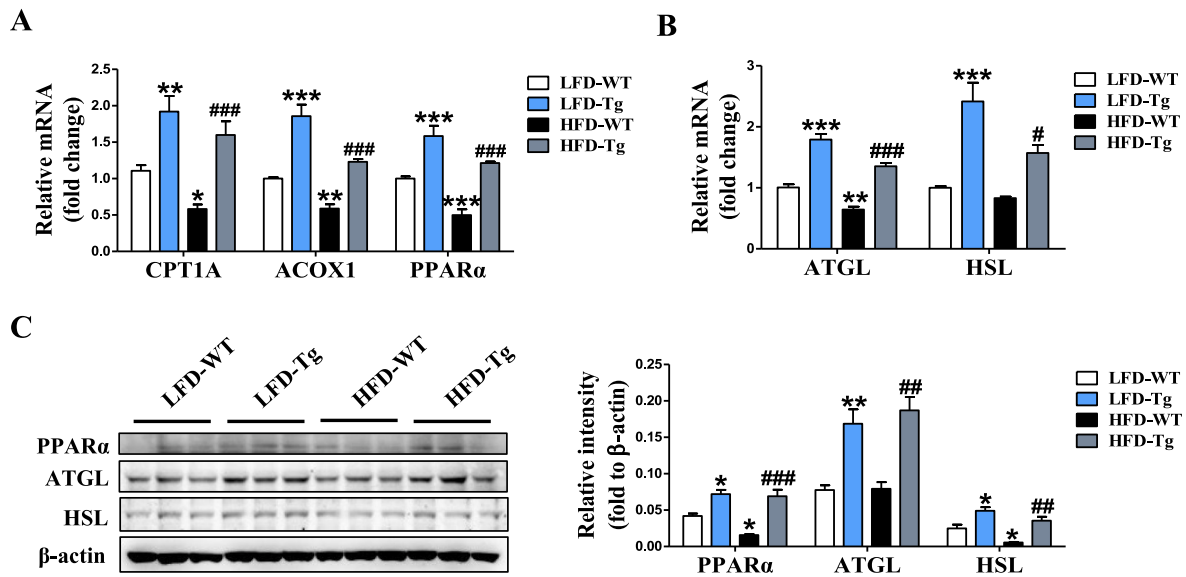 A
Relative mRNA
(fold change)
2.5
2.0
1.5
1.0
0.5
0.0
**
*
###
***
**
###
***
***
###
CPT1A ACOX1 PPARα
LFD-WT
LFD-Tg
HFD-WT
HFD-Tg
B
Relative mRNA
(fold change)
3
2
1
0
***
**
###
***
#
ATGL HSL
LFD-WT
LFD-Tg
HFD-WT
HFD-Tg
C
LFD-WT LFD-Tg HFD-WT HFD-Tg
PPARα
ATGL
HSL
β-actin
Relative intensity
(fold to β-actin)
0.25
0.20
0.15
0.10
0.05
0.00
*
*
###
**
##
*
*
##
PPARα ATGL HSL
LFD-WT
LFD-Tg
HFD-WT
HFD-Tg